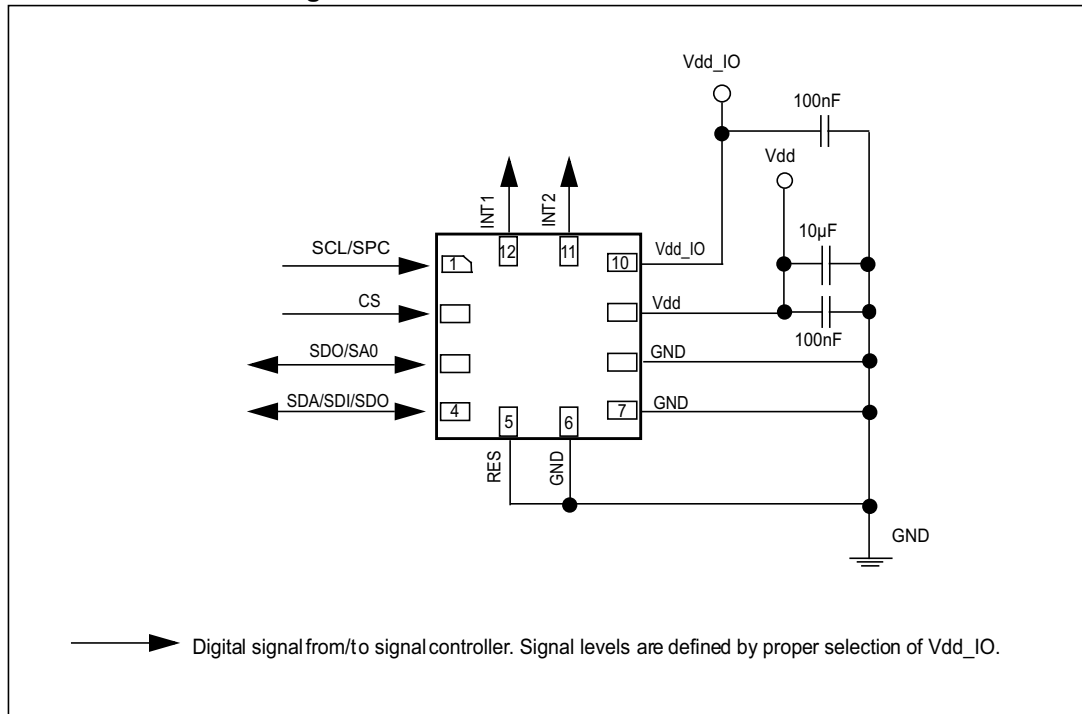 Vdd_IO
100nF
Vdd
INT1
INT2
10µF
SCL/SPC
12
11
1
10
Vdd_IO
CS
Vdd
100nF
SDO/SA0
GND
SDA/SDI/SDO
4
5
6
7
GND
RES
GND
GND
Digital signal from/to signal controller. Signal levels are defined by proper selection of Vdd_IO.